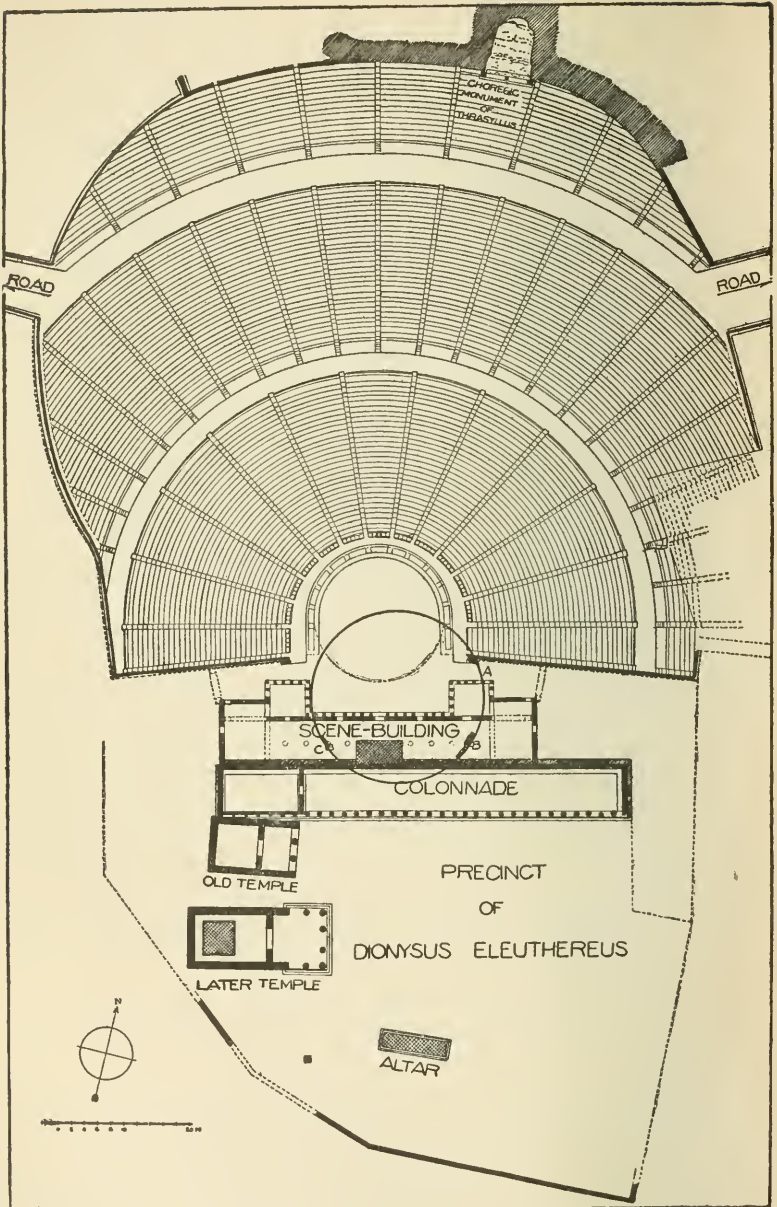 CHOREGIC
MONUMENT
OF
THRASYLLUS
ROAD
ROAD
A
SCENE-BUILDING
C
B
COLONNADE
OLD TEMPLE
PRECINCT
OF
DIONYSUS ELEUTHEREUS
LATER TEMPLE
N
ALTAR